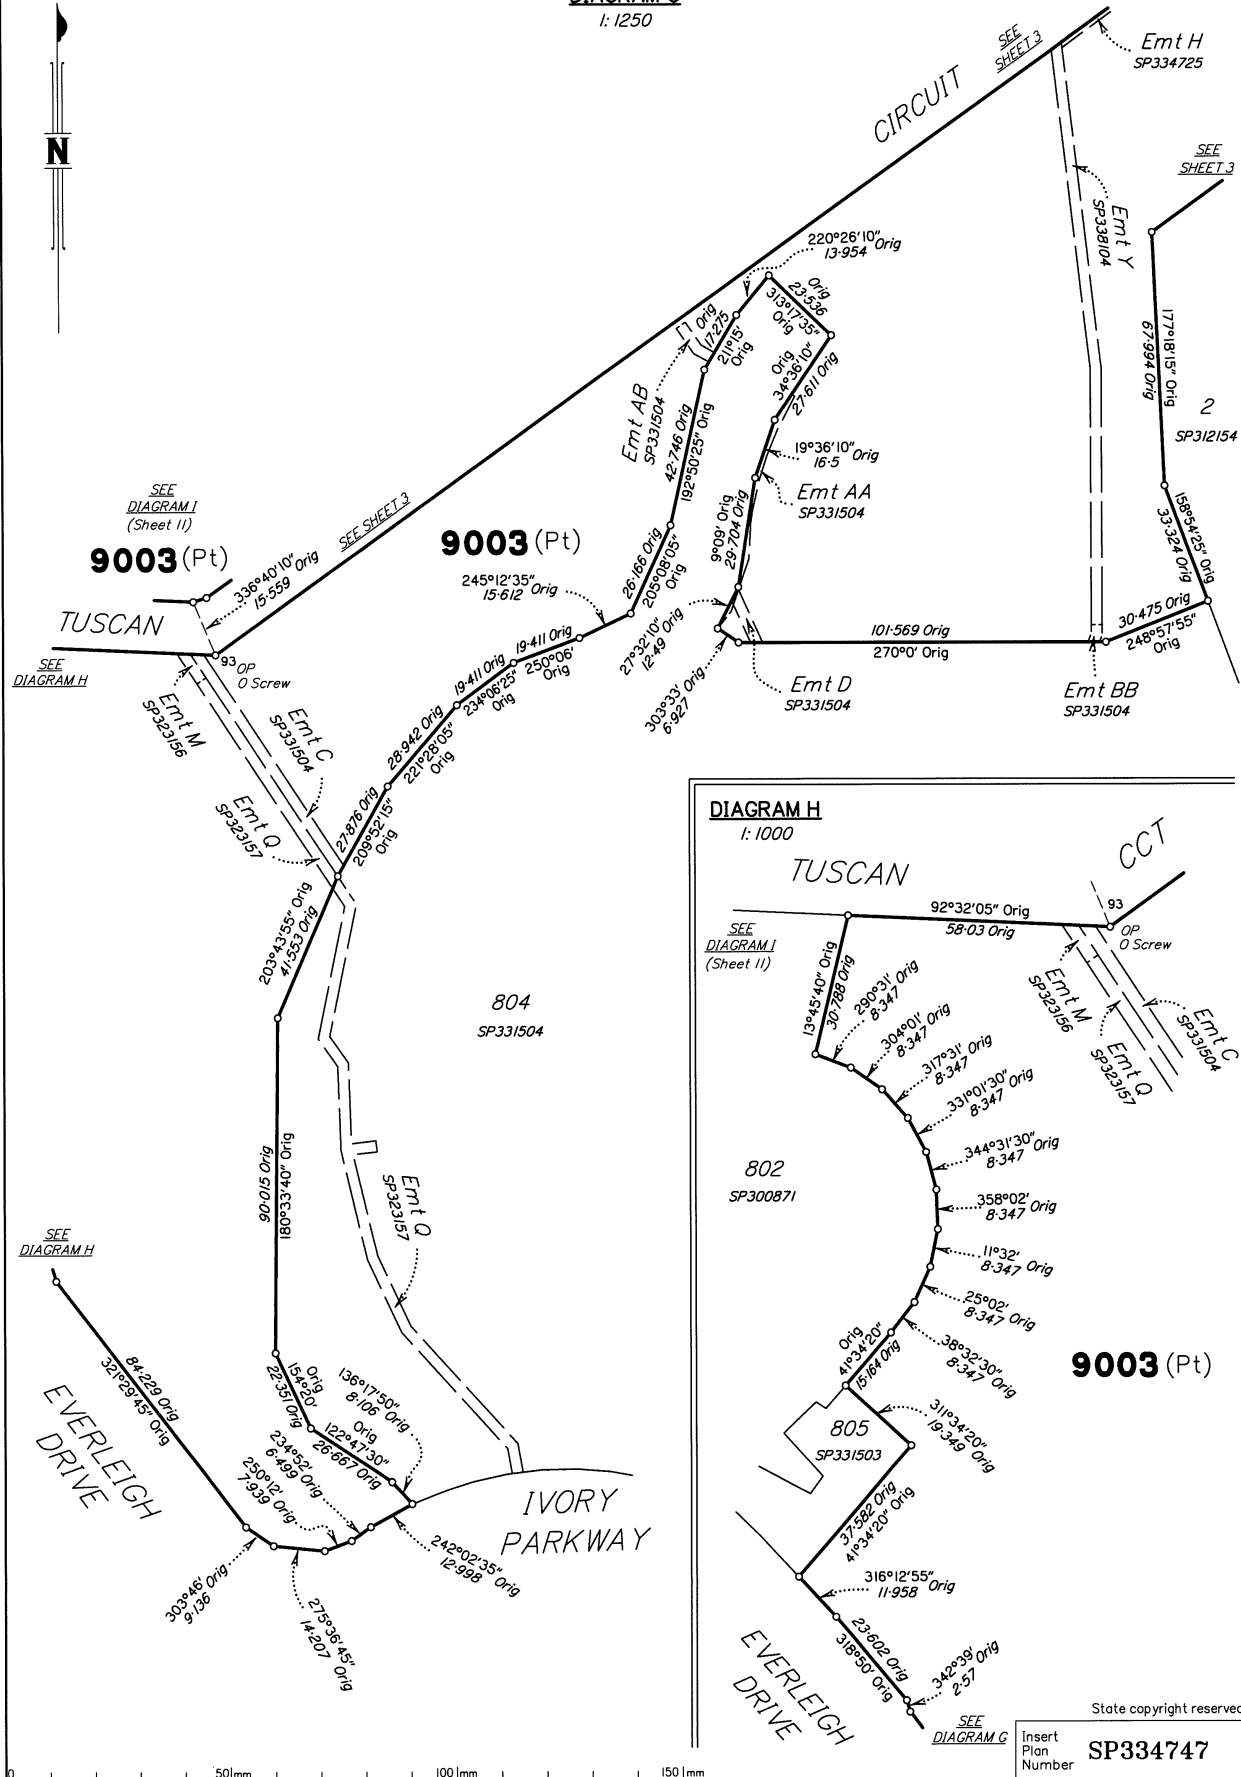 1:1250
N
SEE
SHEET 3
Emt H
SP334725
CIRCUIT
SEE
SHEET 3
Emt Y
SP338104
220°26'10" Orig
13·954
Orig
23·536
313°17'35"
Orig
Orig
17·275
211°15'
Orig
Orig
34°36'10"
27·611 Orig
177°18'15" Orig
67·994 Orig
2
SP312154
Emt AB
SP331504
42·746 Orig
192°50'25" Orig
19°36'10" Orig
16·5
Emt AA
SP331504
9°09' Orig
29·704 Orig
158°54'25" Orig
33·324 Orig
SEE
DIAGRAM I
(Sheet 11)
9003 (Pt)
336°40'10" Orig
15·559
SEE SHEET 3
9003 (Pt)
245°12'35" Orig
15·612
26·166 Orig
205°08'05"
Orig
TUSCAN
SEE
DIAGRAM H
93 OP
O Screw
19·411 Orig
250°06'
Orig
19·411 Orig
234°06'25"
Orig
27°32'10" Orig
12·49
303°33' Orig
6·927
101·569 Orig
270°0' Orig
30·475 Orig
248°57'55"
Orig
Emt D
SP331504
Emt BB
SP331504
Emt M
SP323156
Emt C
SP331504
28·942 Orig
221°28'05"
Orig
Emt Q
SP323157
27·876 Orig
209°52'15"
Orig
203°43'55" Orig
41·553 Orig
804
SP331504
90·015 Orig
180°33'40" Orig
Emt Q
SP323157
SEE
DIAGRAM H
84·229 Orig
321°29'45" Orig
EVERLEIGH
DRIVE
Orig
154°20'
22·351 Orig
136°17'50"
8·106 Orig
Orig
122°47'30"
26·667 Orig
234°52' Orig
6·499
250°12' Orig
7·939
IVORY
PARKWAY
242°02'35" Orig
12·998
303°46' Orig
9·136
275°36'45" Orig
14·207
DIAGRAM H
1:1000
TUSCAN
CCT
92°32'05" Orig
58·03 Orig
93
OP
O Screw
SEE
DIAGRAM I
(Sheet 11)
13°45'40" Orig
30·788 Orig
Emt M
SP323156
Emt C
SP331504
Emt Q
SP323157
290°31' Orig
8·347
304°01' Orig
8·347
317°31' Orig
8·347
331°01'30" Orig
8·347
344°31'30" Orig
8·347
358°02' Orig
8·347
11°32' Orig
8·347
25°02' Orig
8·347
38°32'30" Orig
8·347
802
SP300871
Orig
41°34'20"
15·164 Orig
9003 (Pt)
311°34'20" Orig
19·349
805
SP331503
37·582 Orig
41°34'20" Orig
316°12'55" Orig
11·958
23·602 Orig
318°50' Orig
342°39' Orig
2·57
EVERLEIGH
DRIVE
SEE
DIAGRAM G
State copyright reserved
Insert
Plan
Number
SP334747
0 50mm 100mm 150mm